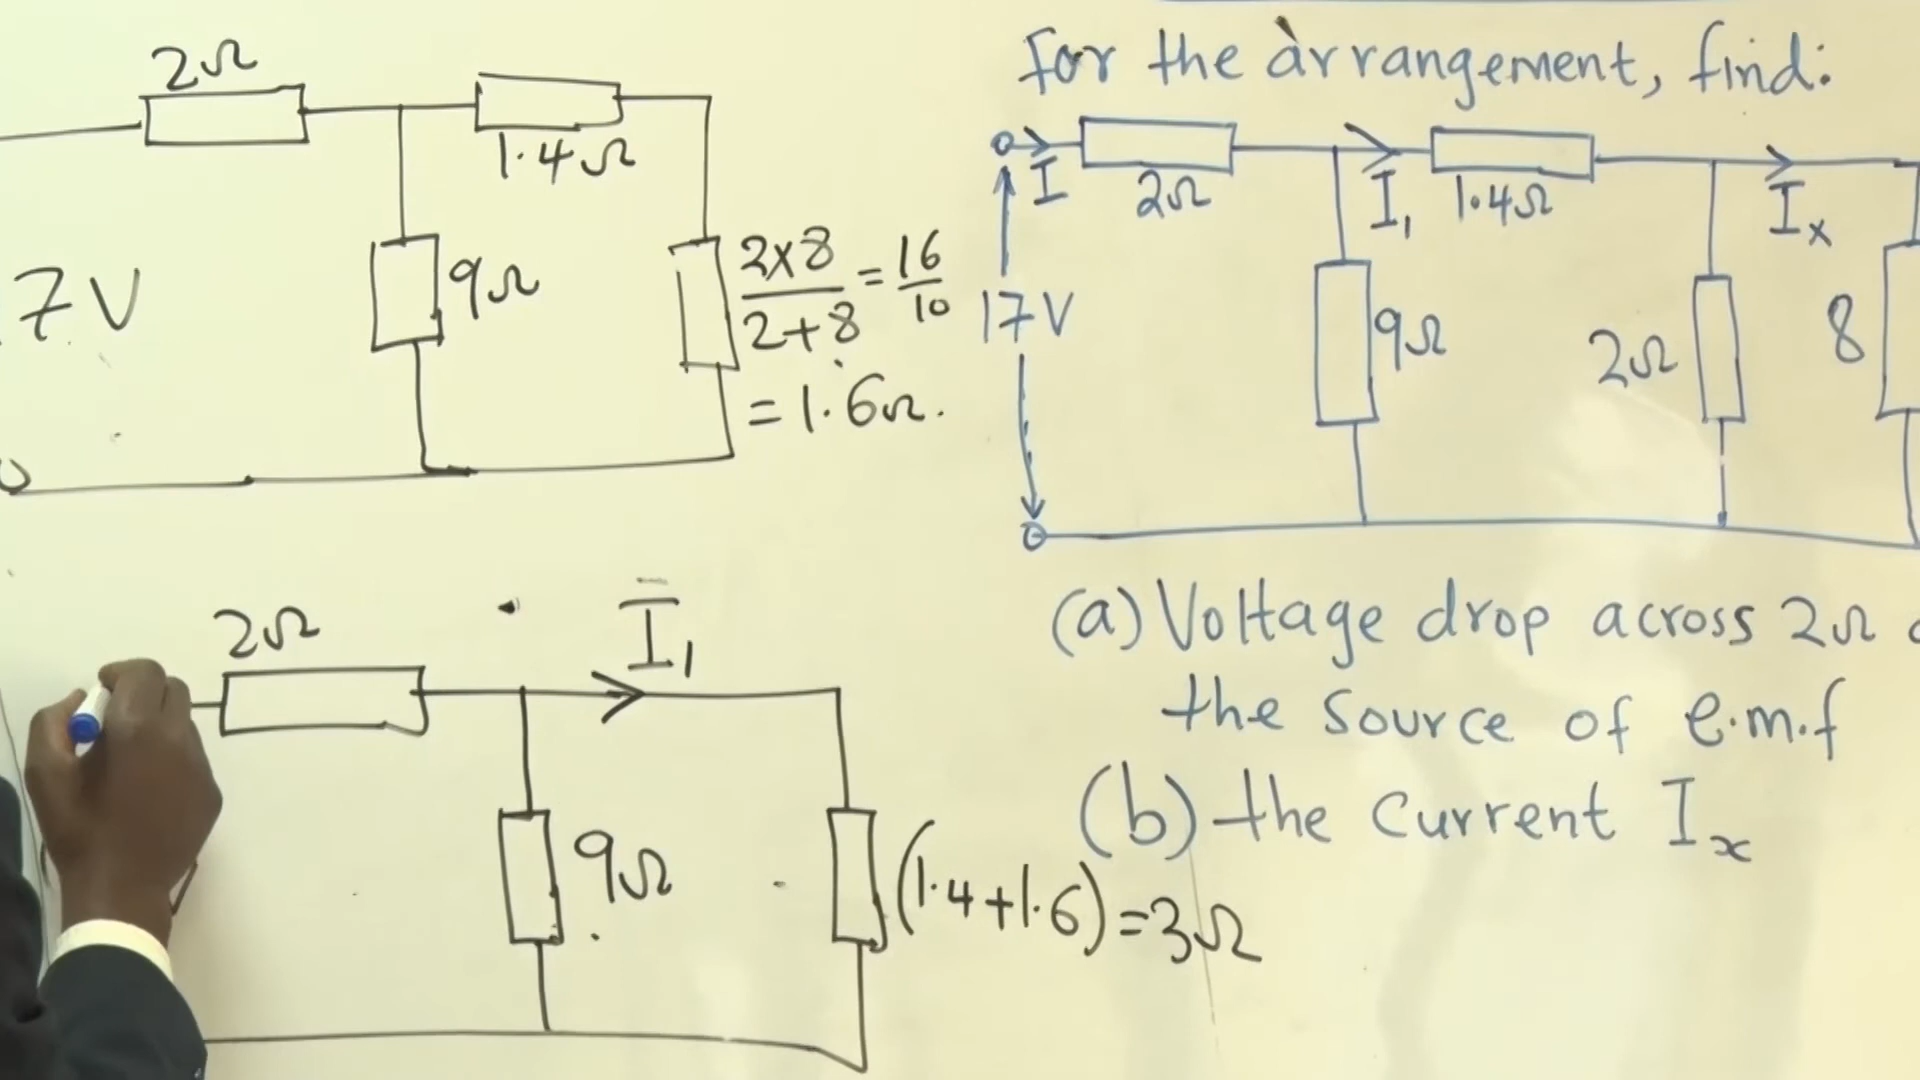 2Ω
1.4Ω
7V
9Ω
2×8/2+8 = 16/10
= 1.6Ω.
2Ω
I₁
9Ω
(1.4+1.6)=3Ω
For the arrangement, find:
I
2Ω
I₁
1.4Ω
Iₓ
17V
9Ω
2Ω
8
(a) Voltage drop across 2Ω
the source of e.m.f
(b) the current Iₓ